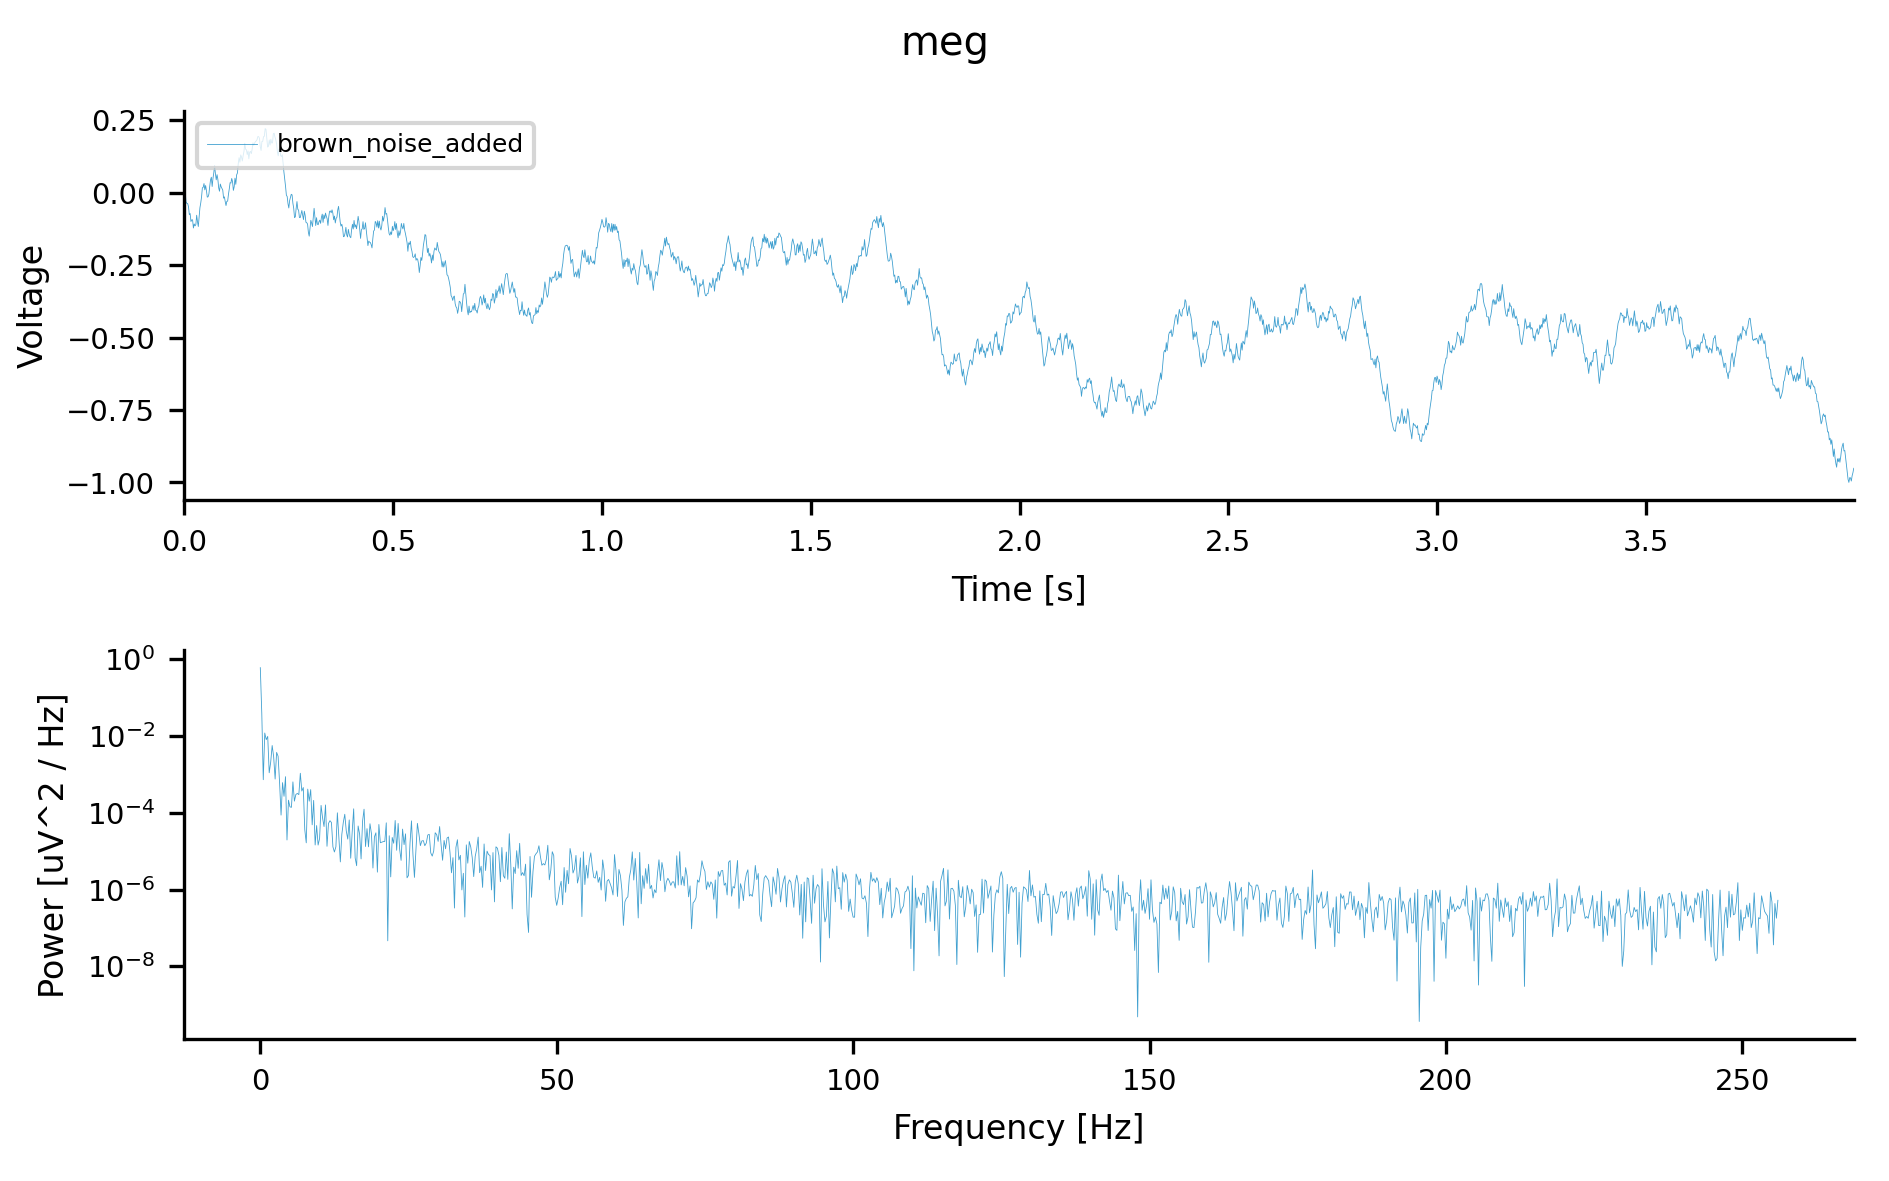 meg
0.25
0.00
−0.25
−0.50
−0.75
−1.00
Voltage
brown_noise_added
0.0 0.5 1.0 1.5 2.0 2.5 3.0 3.5
Time [s]
10⁰
10⁻²
10⁻⁴
10⁻⁶
10⁻⁸
Power [uV^2 / Hz]
0 50 100 150 200 250
Frequency [Hz]